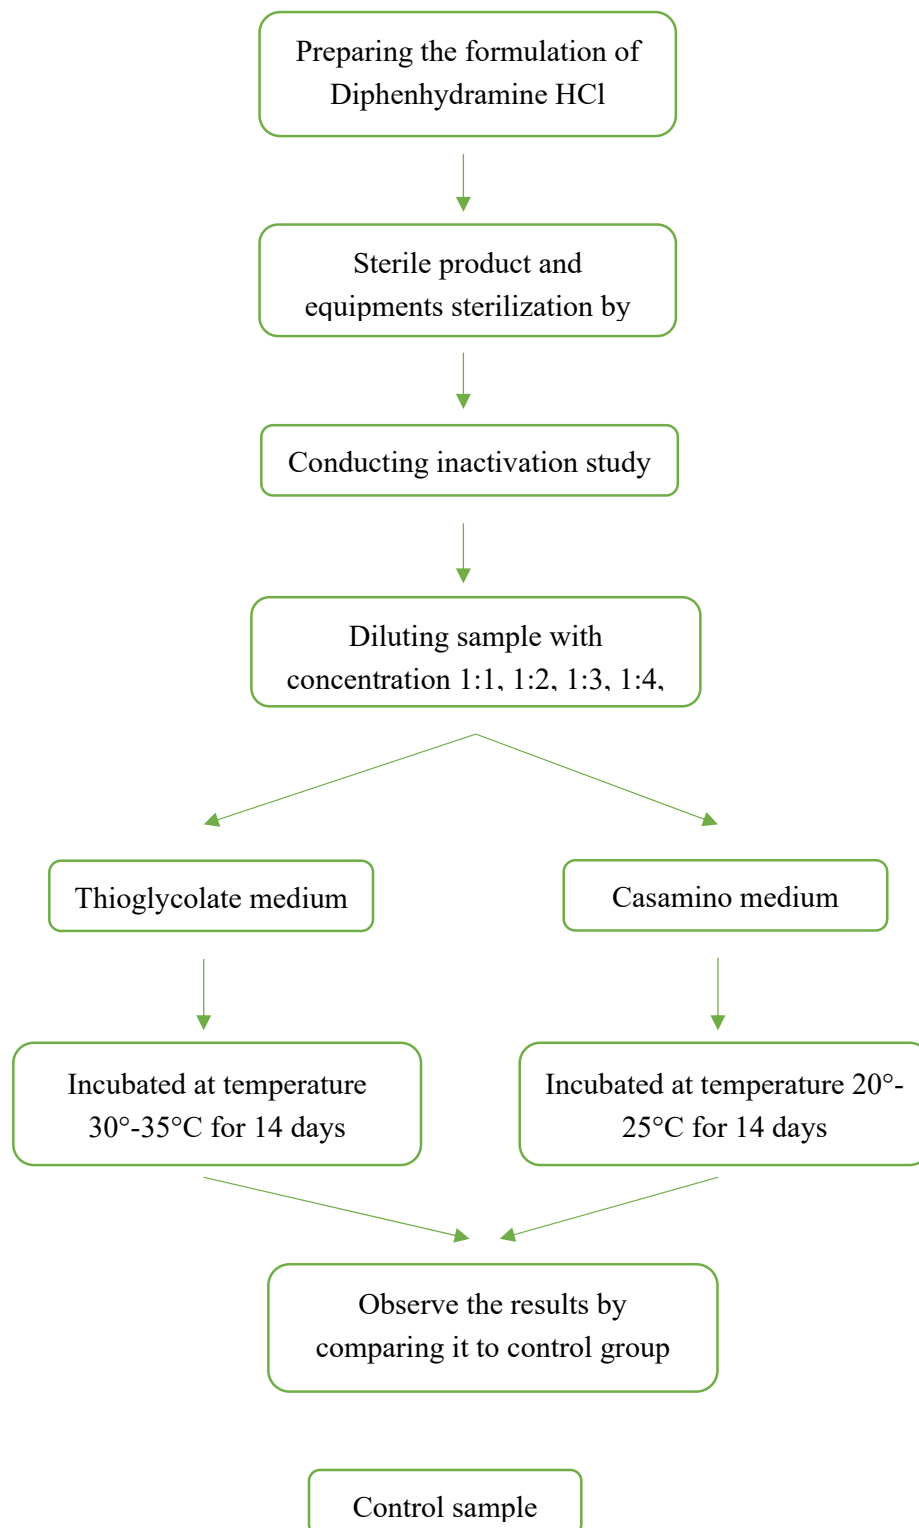 Preparing the formulation of
Diphenhydramine HCl
Sterile product and
equipments sterilization by
Conducting inactivation study
Diluting sample with
concentration 1:1, 1:2, 1:3, 1:4,
Thioglycolate medium
Casamino medium
Incubated at temperature
30°-35°C for 14 days
Incubated at temperature 20°-
25°C for 14 days
Observe the results by
comparing it to control group
Control sample